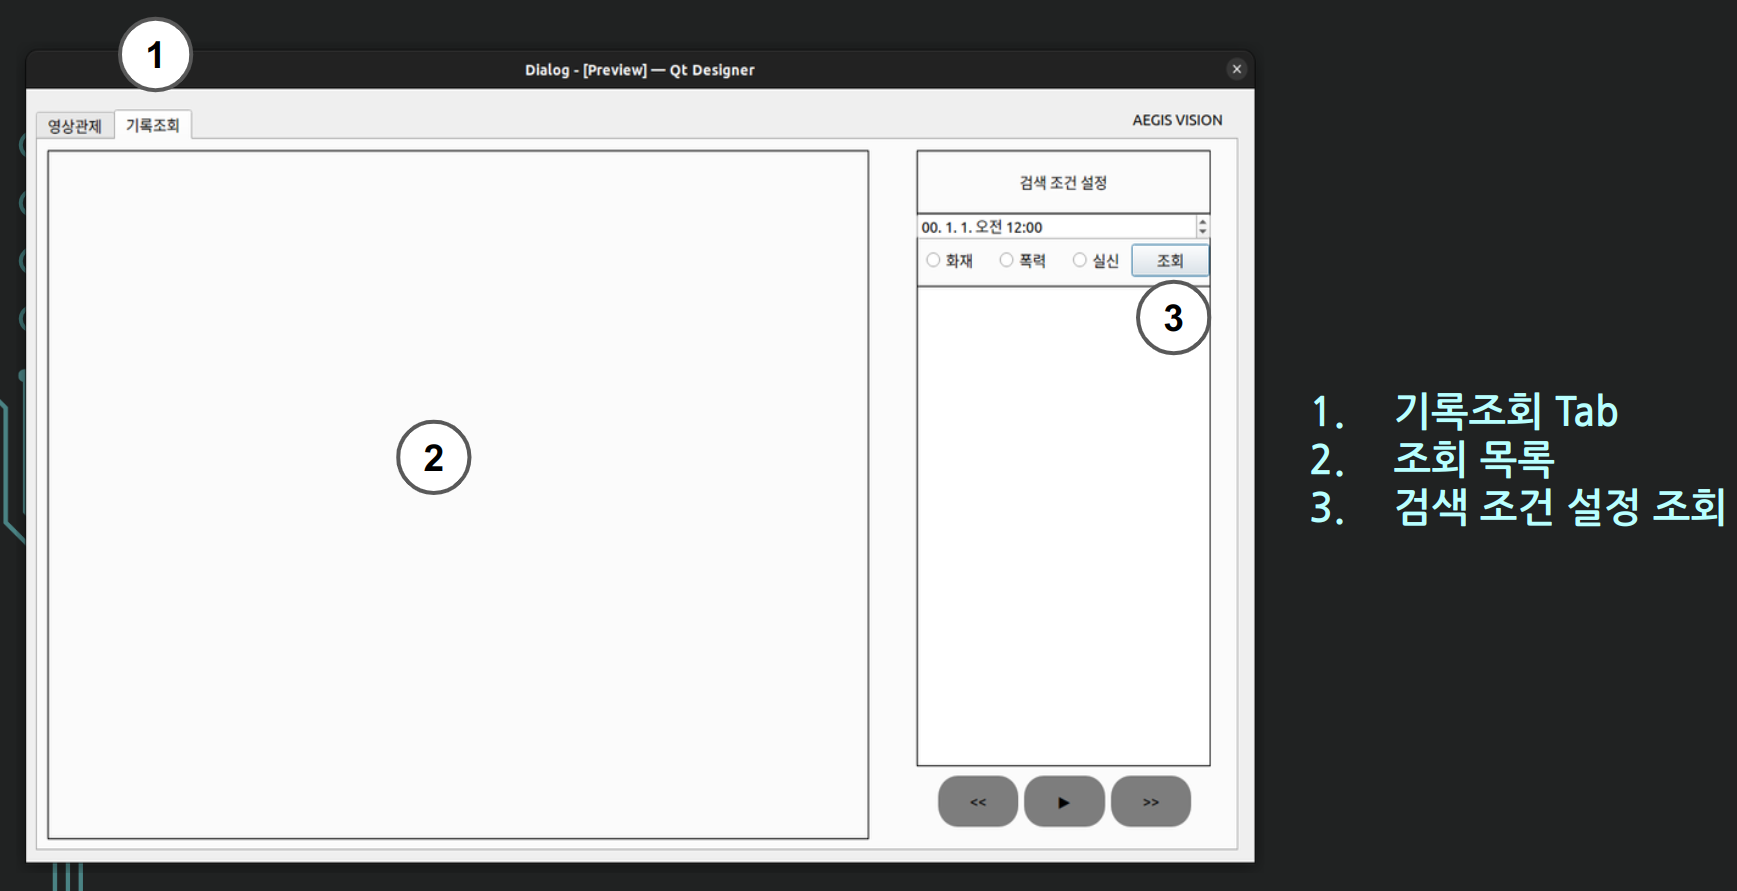 1
Dialog - [Preview] — Qt Designer
영상관제 기록조회
AEGIS VISION
검색 조건 설정
00. 1. 1. 오전 12:00
화재 폭력 실신 조회
3
2
<< ▶ >>
1. 기록조회 Tab
2. 조회 목록
3. 검색 조건 설정 조회